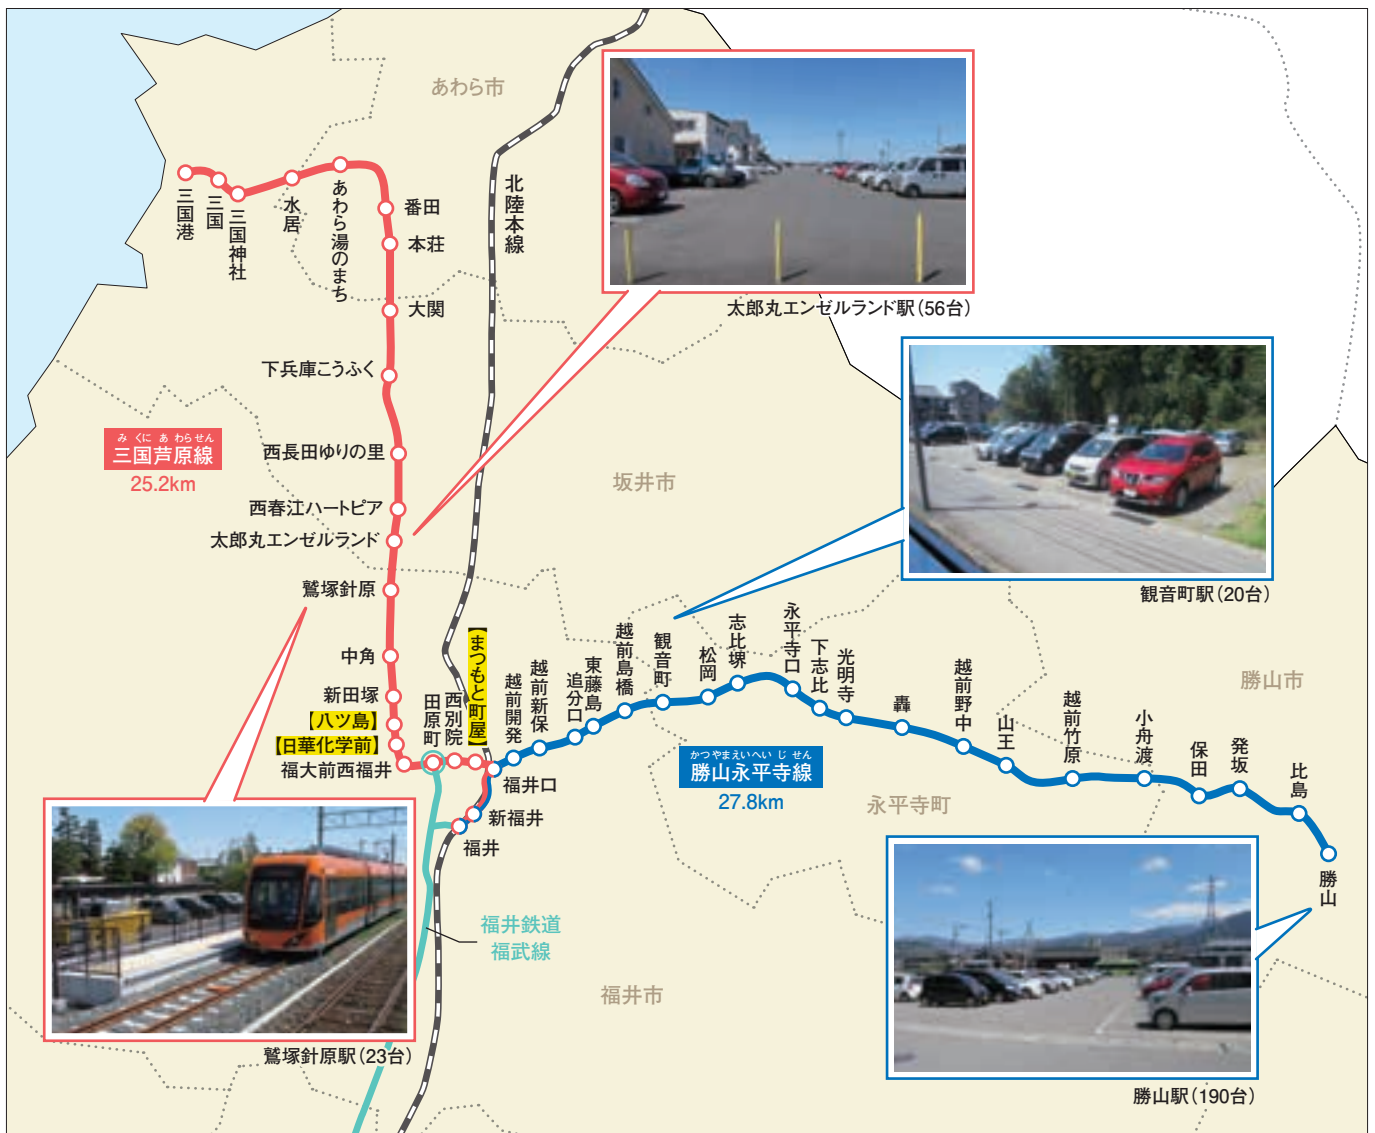 あわら市
北陸本線
三国港
三国
三国神社
水居
あわら湯のまち
番田
本荘
大関
下兵庫こうふく
西長田ゆりの里
西春江ハートピア
太郎丸エンゼルランド
鷲塚針原
中角
新田塚
【八ツ島】
【日華化学前】
福大前西福井
田原町
西別院
【まつもと町屋】
福井口
新福井
福井
みくにあわらせん
三国芦原線
25.2km
太郎丸エンゼルランド駅（56台）
坂井市
観音町駅（20台）
越前開発
越前新保
追分口
東藤島
越前島橋
観音町
松岡
志比堺
永平寺口
下志比
光明寺
轟
越前野中
山王
越前竹原
小舟渡
保田
発坂
比島
勝山
勝山市
かつやまえいへいじせん
勝山永平寺線
27.8km
永平寺町
福井鉄道
福武線
福井市
鷲塚針原駅（23台）
勝山駅（190台）